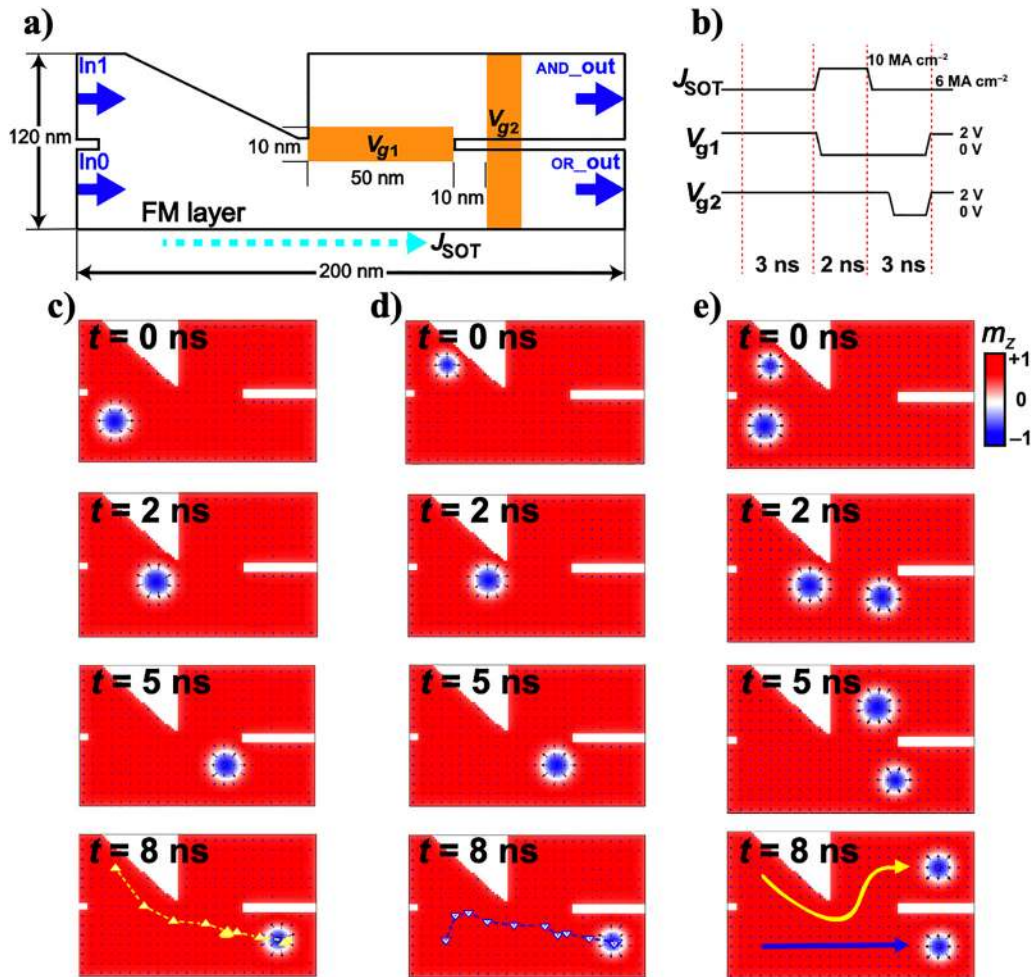 a)
In1
AND_out
120 nm
Vg2
10 nm
Vg1
In0
50 nm
10 nm
OR_out
FM layer
JSOT
200 nm
b)
10 MA cm⁻²
JSOT
6 MA cm⁻²
Vg1
2 V
0 V
Vg2
2 V
0 V
3 ns
2 ns
3 ns
c)
t = 0 ns
t = 2 ns
t = 5 ns
t = 8 ns
d)
t = 0 ns
t = 2 ns
t = 5 ns
t = 8 ns
e)
t = 0 ns
mz
+1
0
–1
t = 2 ns
t = 5 ns
t = 8 ns